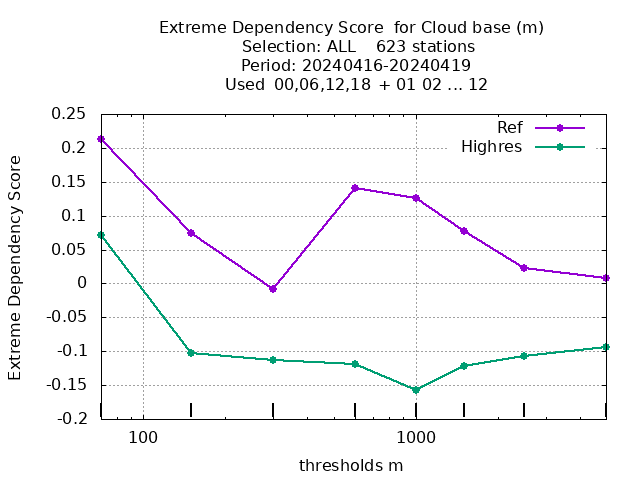 Extreme Dependency Score  for Cloud base (m)
Selection: ALL    623 stations
Period: 20240416-20240419
Used  00,06,12,18 + 01 02 ... 12
Ref
Highres
Extreme Dependency Score
0.25
0.2
0.15
0.1
0.05
0
-0.05
-0.1
-0.15
-0.2
100
1000
thresholds m